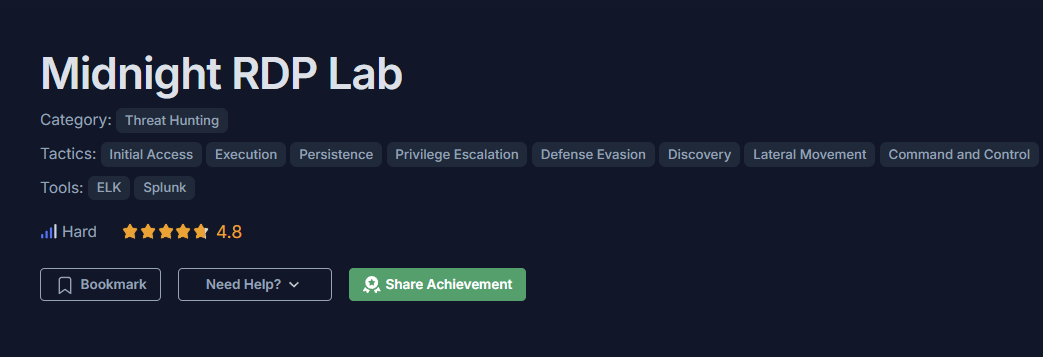 Midnight RDP Lab
Category: Threat Hunting
Tactics: Initial Access Execution Persistence Privilege Escalation Defense Evasion Discovery Lateral Movement Command and Control
Tools: ELK Splunk
Hard 4.8
Bookmark Need Help? Share Achievement